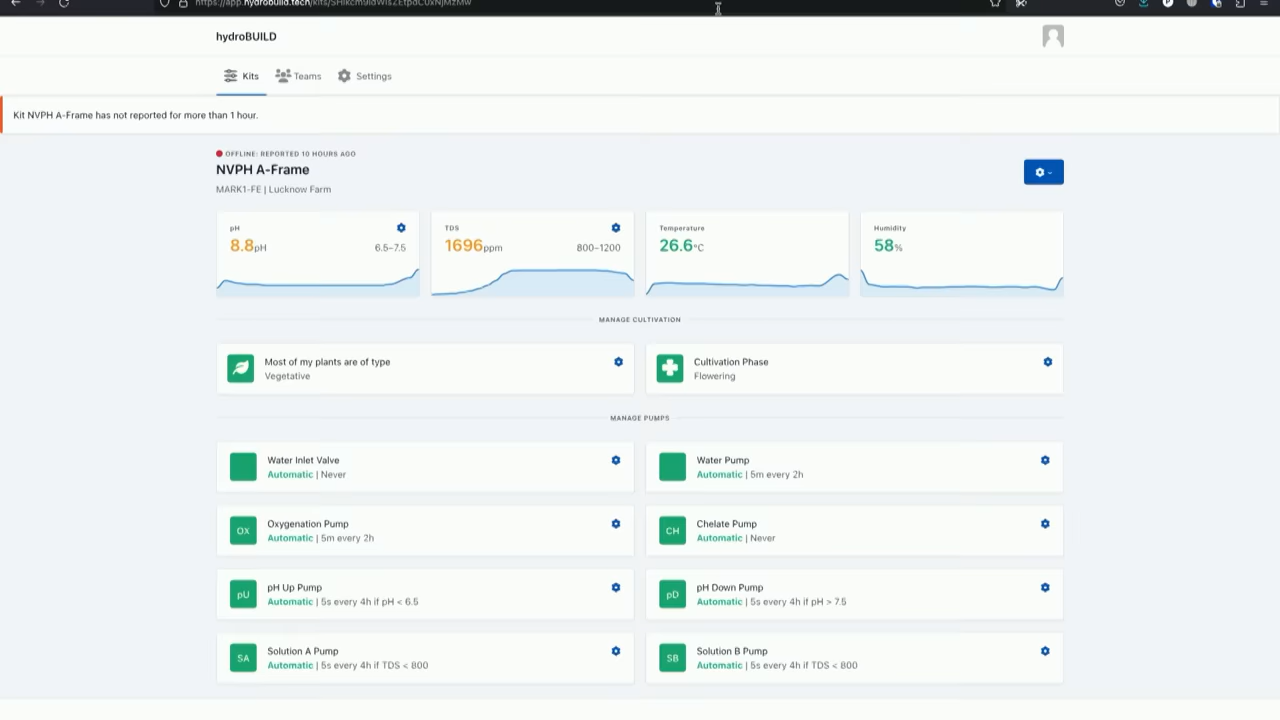 hydroBUILD
Kits
Teams
Settings
Kit NVPH A-Frame has not reported for more than 1 hour.
OFFLINE: REPORTED 10 HOURS AGO
NVPH A-Frame
MARK1-FE | Lucknow Farm
pH
8.8pH
6.5–7.5
TDS
1696ppm
800–1200
Temperature
26.6°C
Humidity
58%
MANAGE CULTIVATION
Most of my plants are of type
Vegetative
Cultivation Phase
Flowering
MANAGE PUMPS
Water Inlet Valve
Automatic | Never
Water Pump
Automatic | 5m every 2h
OX
Oxygenation Pump
Automatic | 5m every 2h
CH
Chelate Pump
Automatic | Never
pU
pH Up Pump
Automatic | 5s every 4h if pH < 6.5
pD
pH Down Pump
Automatic | 5s every 4h if pH > 7.5
SA
Solution A Pump
Automatic | 5s every 4h if TDS < 800
SB
Solution B Pump
Automatic | 5s every 4h if TDS < 800